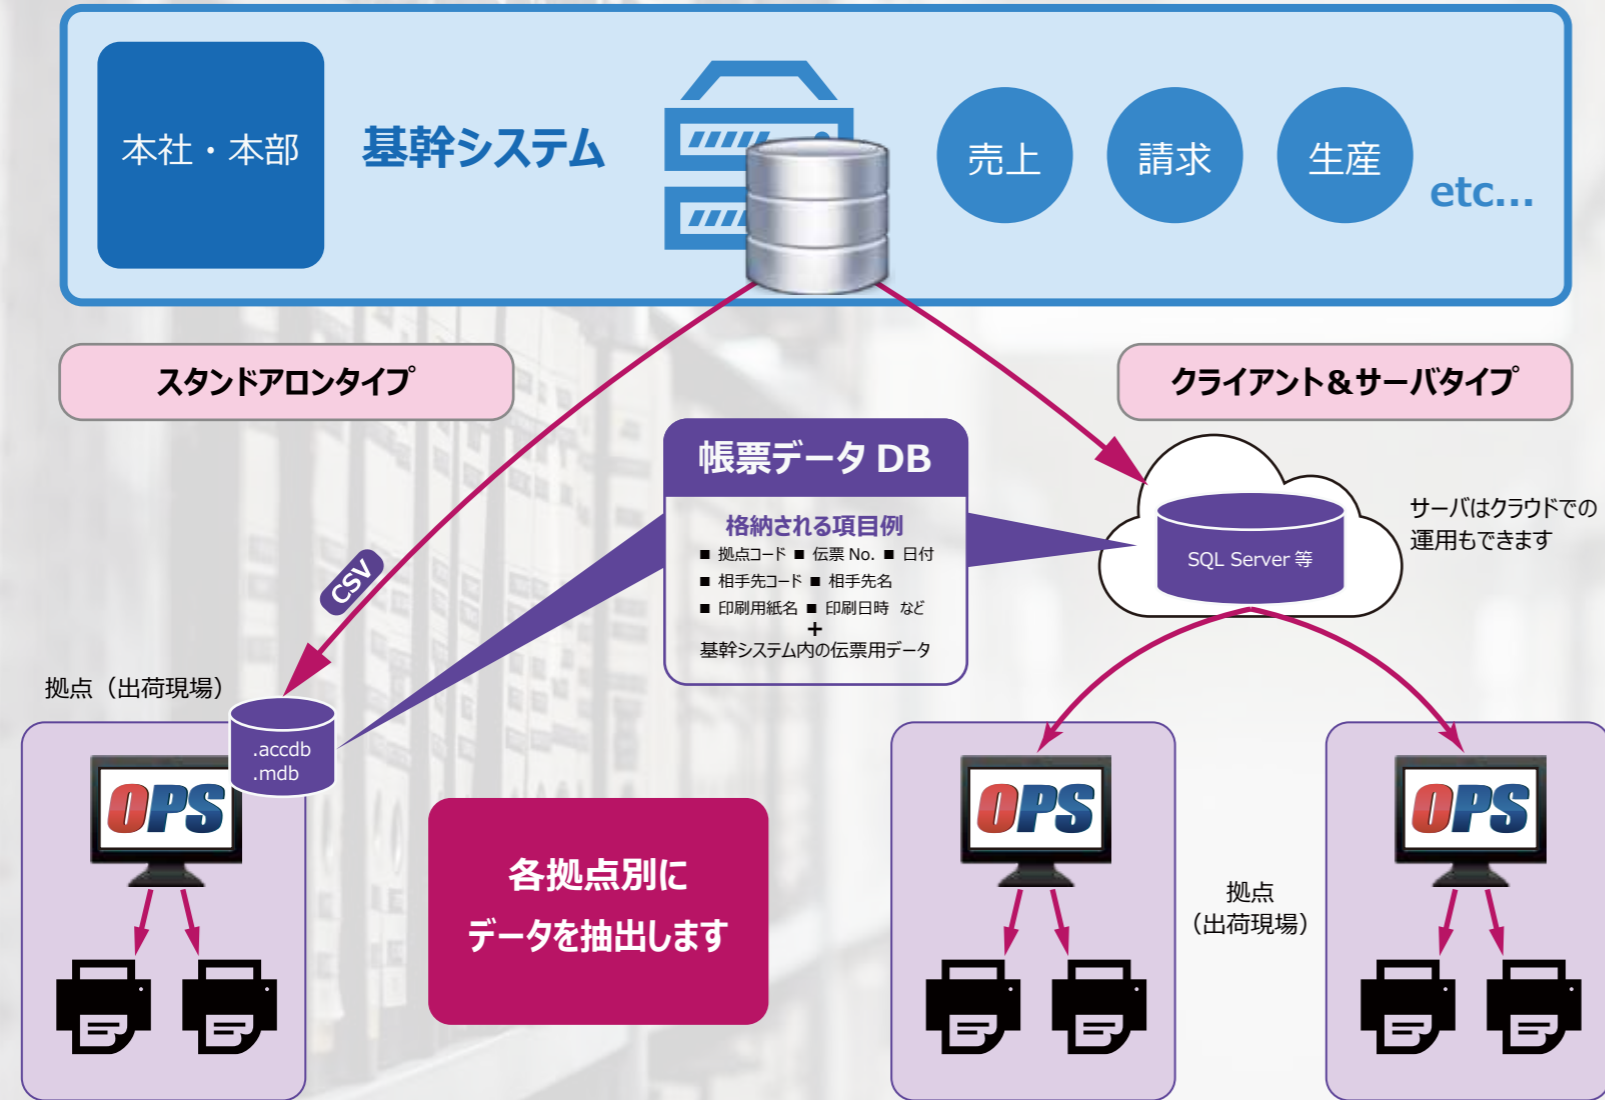 本社・本部
基幹システム
売上
請求
生産
etc...
スタンドアロンタイプ
クライアント＆サーバタイプ
帳票データ DB
格納される項目例
■ 拠点コード ■ 伝票 No. ■ 日付
■ 相手先コード ■ 相手先名
■ 印刷用紙名 ■ 印刷日時 など
+
基幹システム内の伝票用データ
SQL Server 等
サーバはクラウドでの
運用もできます
CSV
拠点（出荷現場）
.accdb
.mdb
OPS
各拠点別に
データを抽出します
OPS
拠点
（出荷現場）
OPS